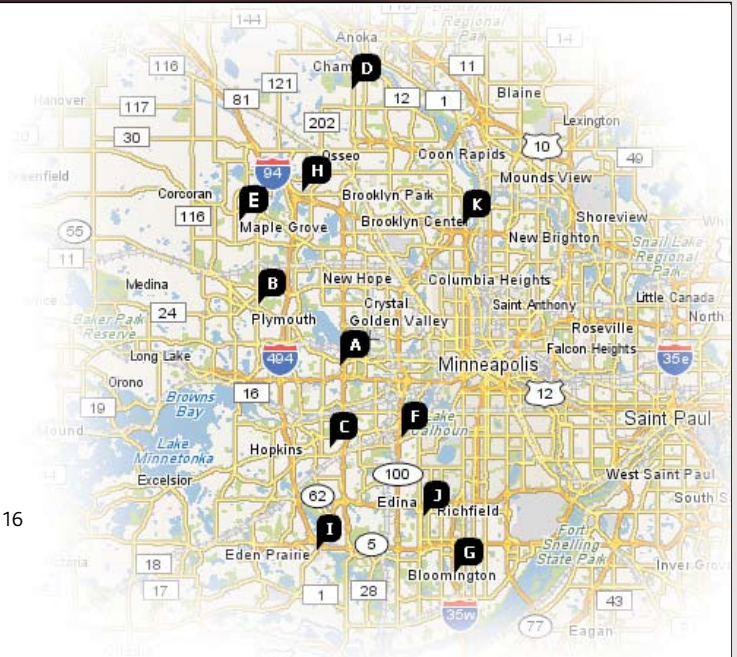 144
Regional
14
Anoka
Cham
D
116
11
121
81
12
1
Blaine
Hanover
117
Lexington
202
30
10
Osseo
Coon Rapids
49
94
H
Mounds View
Corcoran
E
Brooklyn Park
K
116
Brooklyn Center
Shoreview
55
Maple Grove
New Brighton
Snail Lake
Regional
Park
11
Medina
B
New Hope
Columbia Heights
Crystal
Saint Anthony
Little Canada
Baker Park
Reserve
24
Plymouth
Golden Valley
North
Roseville
A
Falcon Heights
Long Lake
494
Minneapolis
35e
Orono
16
12
19
Browns
Bay
F
Saint Paul
C
Calhoun
Lake
Minnetonka
Hopkins
Excelsior
100
West Saint Paul
62
Edina
J
South S
Richfield
16
I
Fort
Snelling
State Park
Eden Prairie
5
G
Inver Grov
18
Bloomington
17
1
28
43
35w
77
Eagan